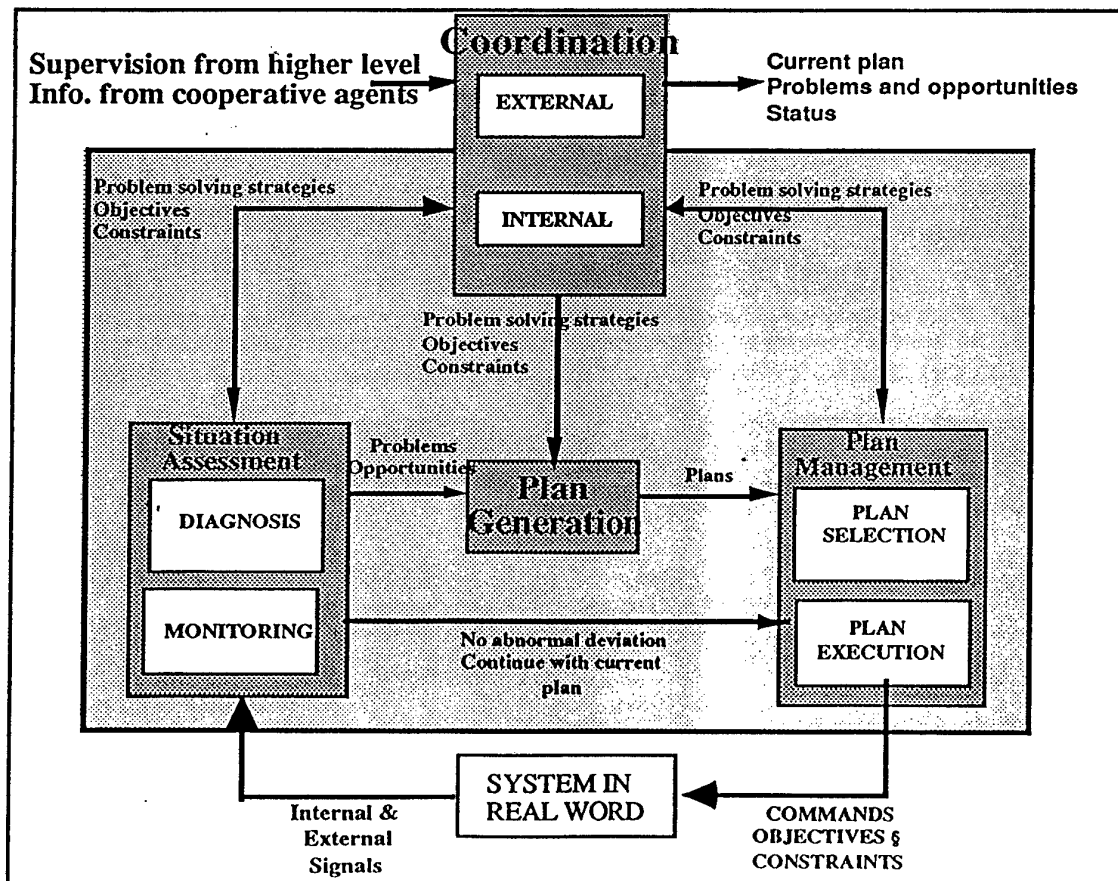 Coordination
Supervision from higher level
Info. from cooperative agents
EXTERNAL
Current plan
Problems and opportunities
Status
Problem solving strategies
Objectives
Constraints
INTERNAL
Problem solving strategies
Objectives
Constraints
Problem solving strategies
Objectives
Constraints
Situation
Assessment
DIAGNOSIS
MONITORING
Problems
Opportunities
Plan
Generation
Plans
Plan
Management
PLAN
SELECTION
PLAN
EXECUTION
No abnormal deviation
Continue with current
plan
SYSTEM IN
REAL WORD
Internal &
External
Signals
COMMANDS
OBJECTIVES §
CONSTRAINTS